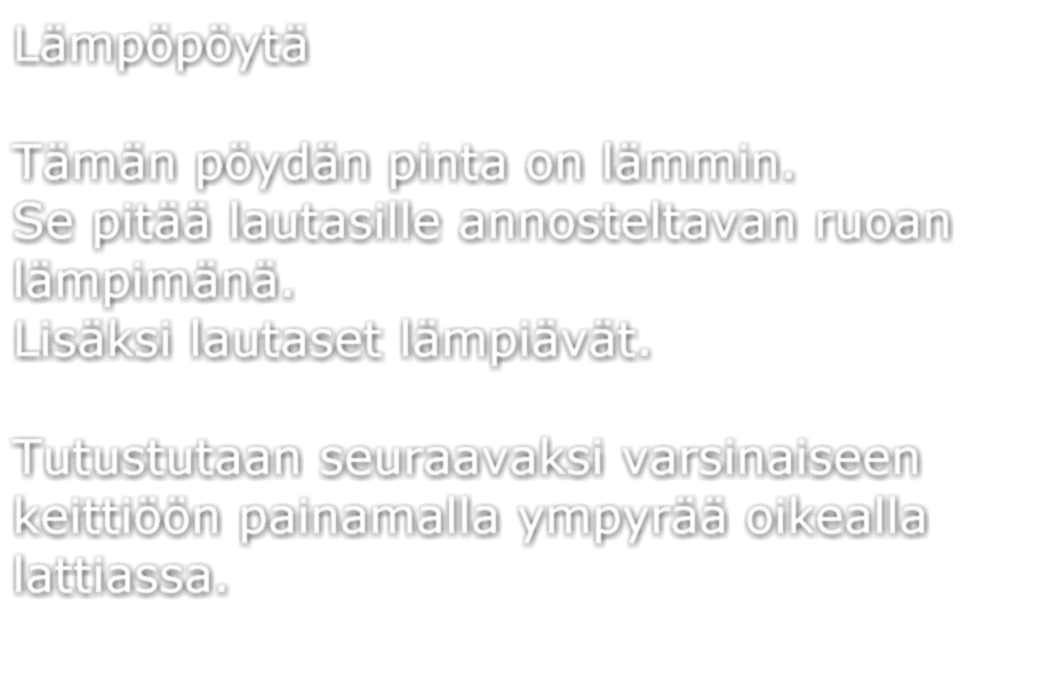 Lämpöpöytä
Tämän pöydän pinta on lämmin.
Se pitää lautasille annosteltavan ruoan
lämpimänä.
Lisäksi lautaset lämpiävät.
Tutustutaan seuraavaksi varsinaiseen
keittiöön painamalla ympyrää oikealla
lattiassa.